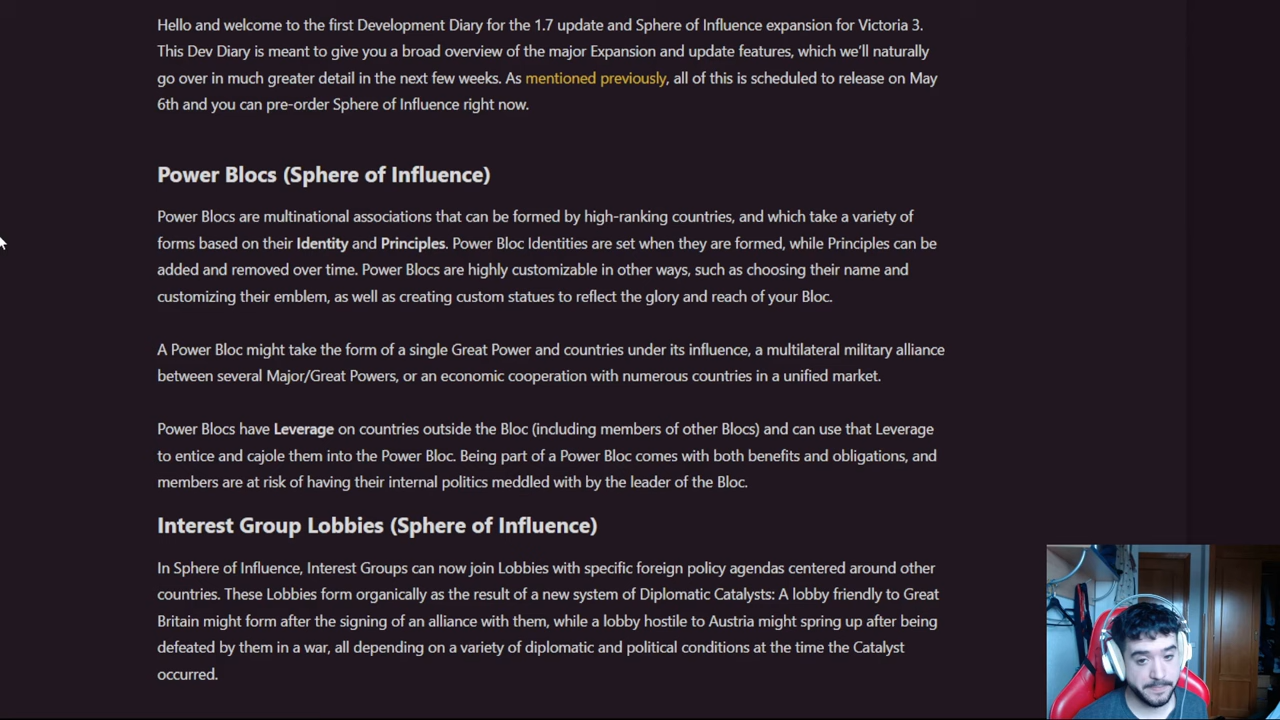 Hello and welcome to the first Development Diary for the 1.7 update and Sphere of Influence expansion for Victoria 3.
This Dev Diary is meant to give you a broad overview of the major Expansion and update features, which we'll naturally
go over in much greater detail in the next few weeks. As mentioned previously, all of this is scheduled to release on May
6th and you can pre-order Sphere of Influence right now.
Power Blocs (Sphere of Influence)
Power Blocs are multinational associations that can be formed by high-ranking countries, and which take a variety of
forms based on their Identity and Principles. Power Bloc Identities are set when they are formed, while Principles can be
added and removed over time. Power Blocs are highly customizable in other ways, such as choosing their name and
customizing their emblem, as well as creating custom statues to reflect the glory and reach of your Bloc.
A Power Bloc might take the form of a single Great Power and countries under its influence, a multilateral military alliance
between several Major/Great Powers, or an economic cooperation with numerous countries in a unified market.
Power Blocs have Leverage on countries outside the Bloc (including members of other Blocs) and can use that Leverage
to entice and cajole them into the Power Bloc. Being part of a Power Bloc comes with both benefits and obligations, and
members are at risk of having their internal politics meddled with by the leader of the Bloc.
Interest Group Lobbies (Sphere of Influence)
In Sphere of Influence, Interest Groups can now join Lobbies with specific foreign policy agendas centered around other
countries. These Lobbies form organically as the result of a new system of Diplomatic Catalysts: A lobby friendly to Great
Britain might form after the signing of an alliance with them, while a lobby hostile to Austria might spring up after being
defeated by them in a war, all depending on a variety of diplomatic and political conditions at the time the Catalyst
occurred.